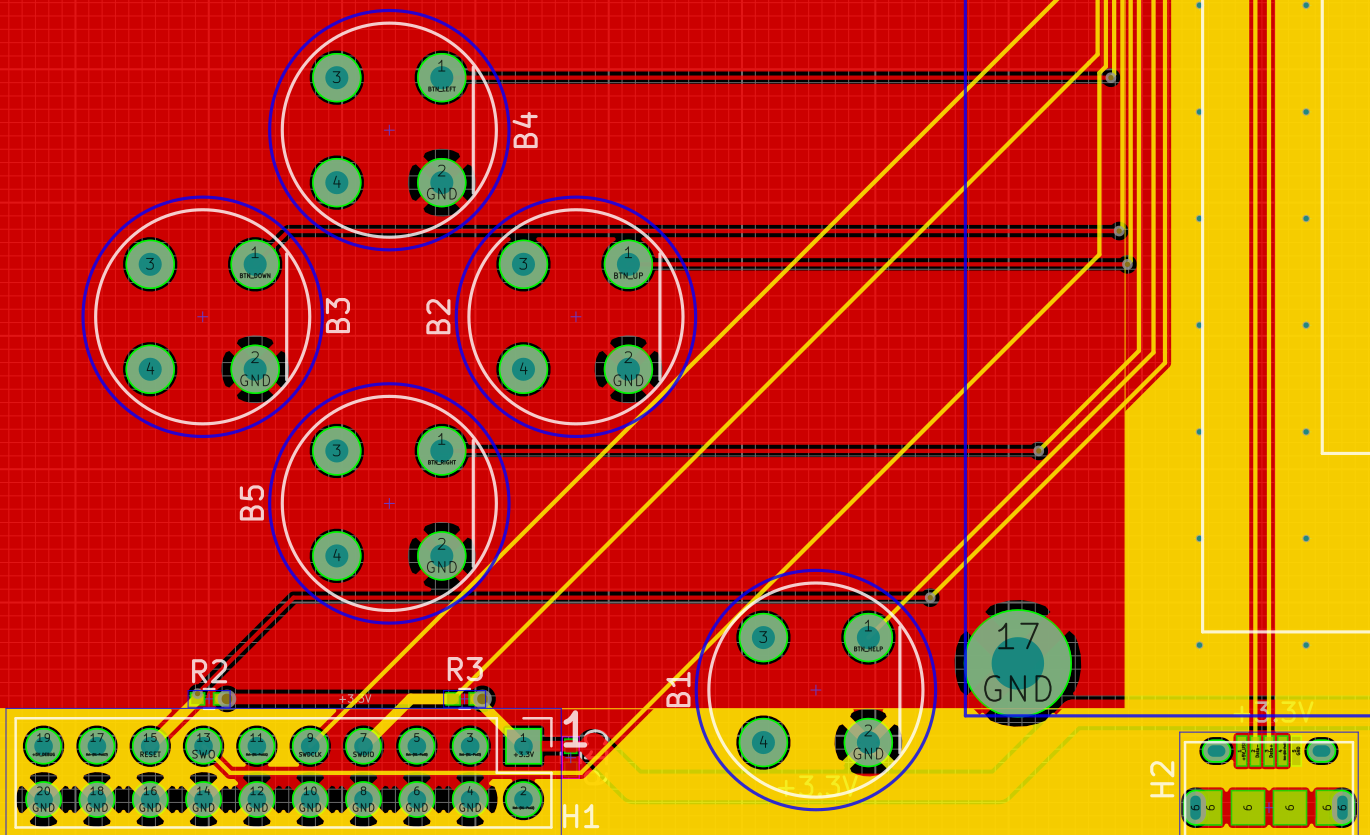 3
1
BTN_LEFT
B4
4
2
GND
3
1
BTN_DOWN
B3
4
2
GND
B2
3
1
BTN_UP
4
2
GND
3
1
BTN_RIGHT
B5
4
2
GND
R2
R3
+3.3V
B1
3
1
BTN_HELP
4
2
GND
17
GND
+3.3V
+3.3V
1
19
17
15
RESET
13
SWO
11
9
SWDCLK
7
SWDIO
5
3
1
+3.3V
20
GND
18
GND
16
GND
14
GND
12
GND
10
GND
8
GND
6
GND
4
GND
2
H1
H2
6
6
6
6
6
6